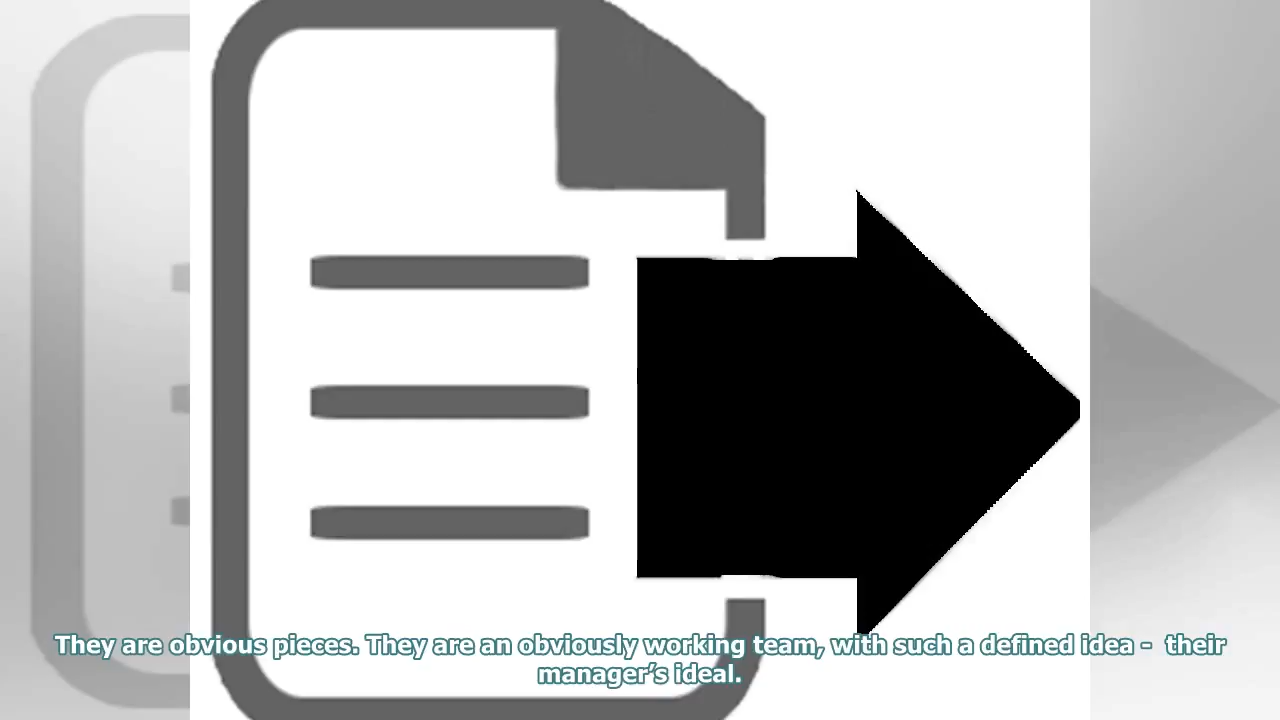 They are obvious pieces. They are an obviously working team, with such a defined idea -  their
manager’s ideal.